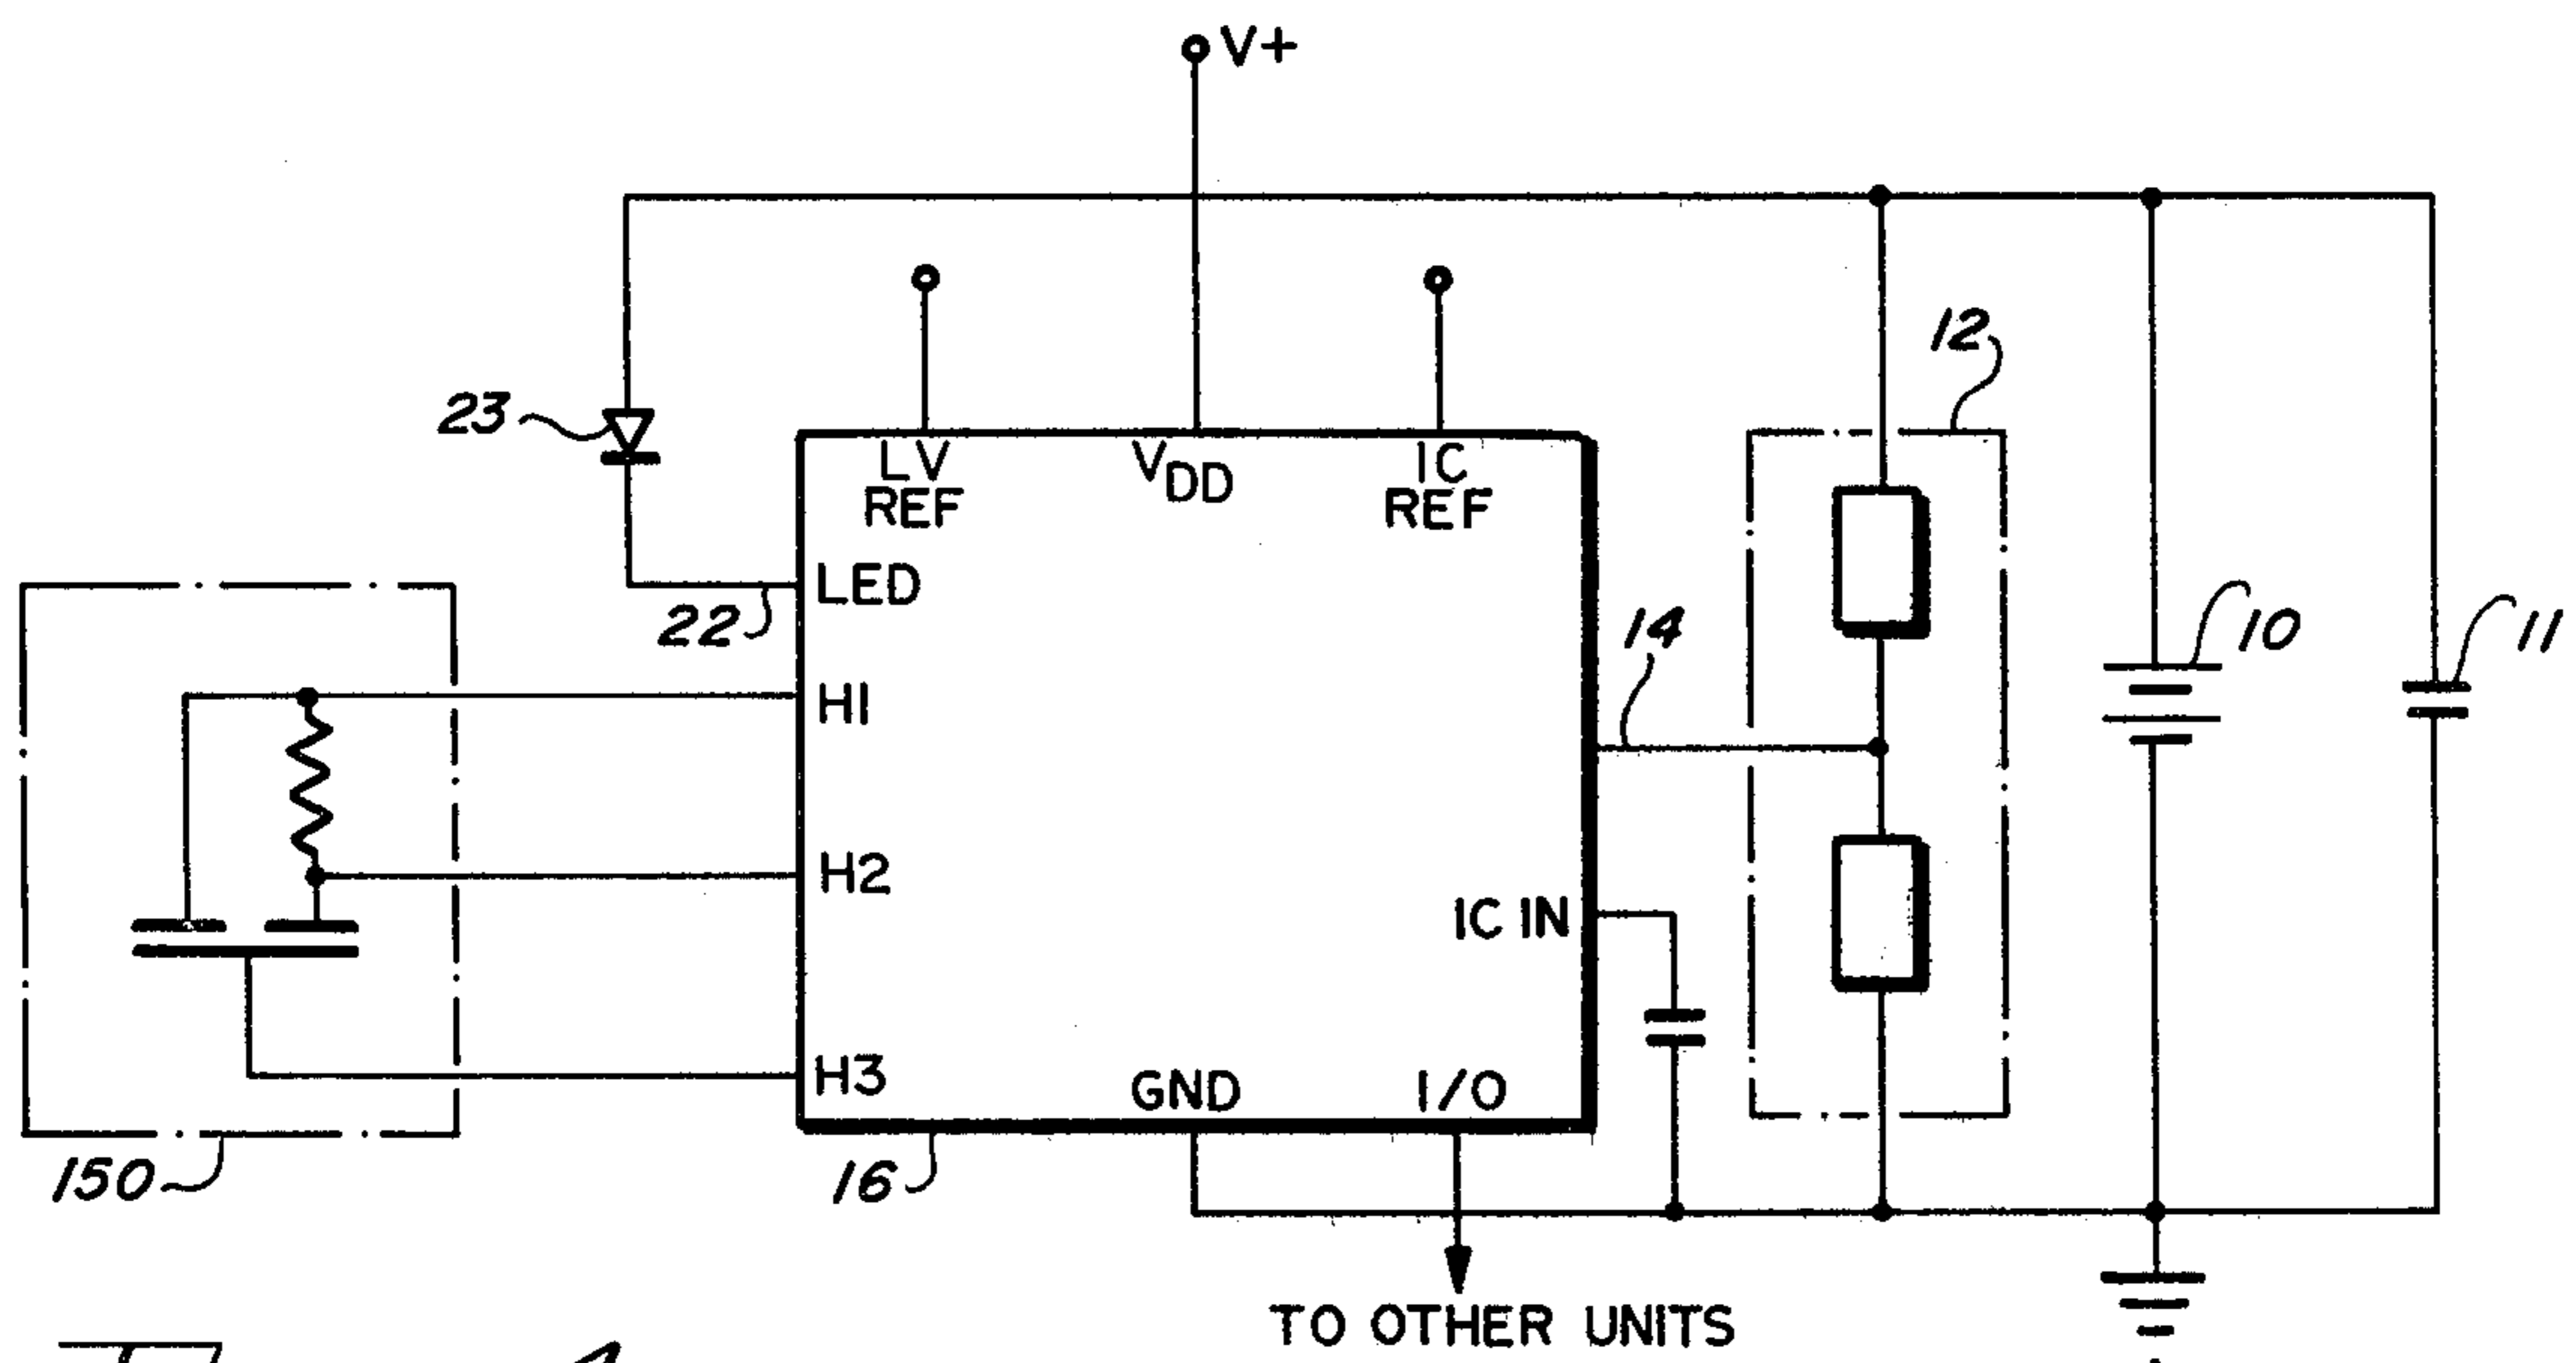 V+
12
23
LV REF
VDD
IC REF
LED
22
14
10
11
H1
H2
IC IN
H3
GND
I/O
150
16
TO OTHER UNITS